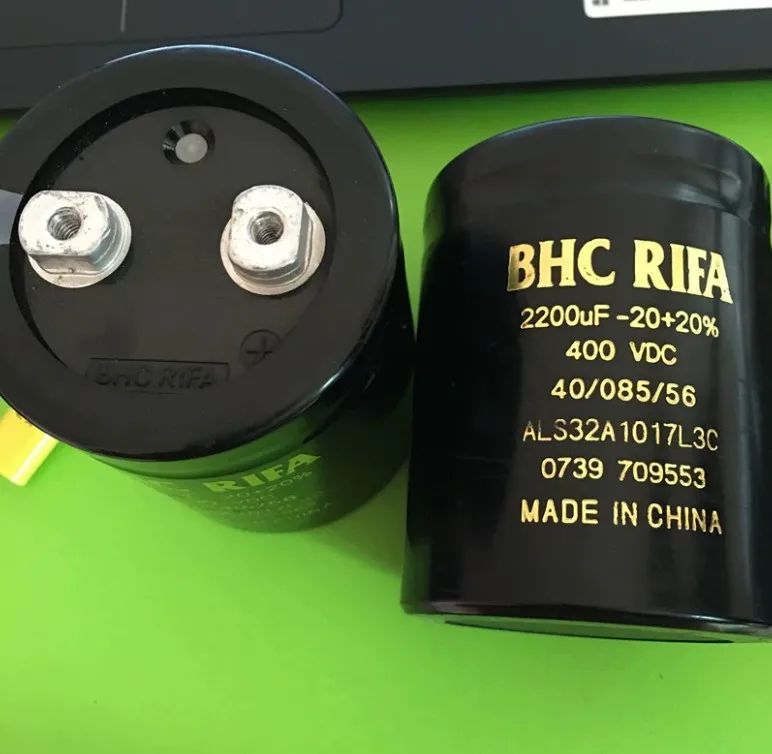 BHC RIFA
BHC RIFA
2200uF -20+20%
400 VDC
40/085/56
ALS32A1017L3C
0739 709553
MADE IN CHINA
RIFA